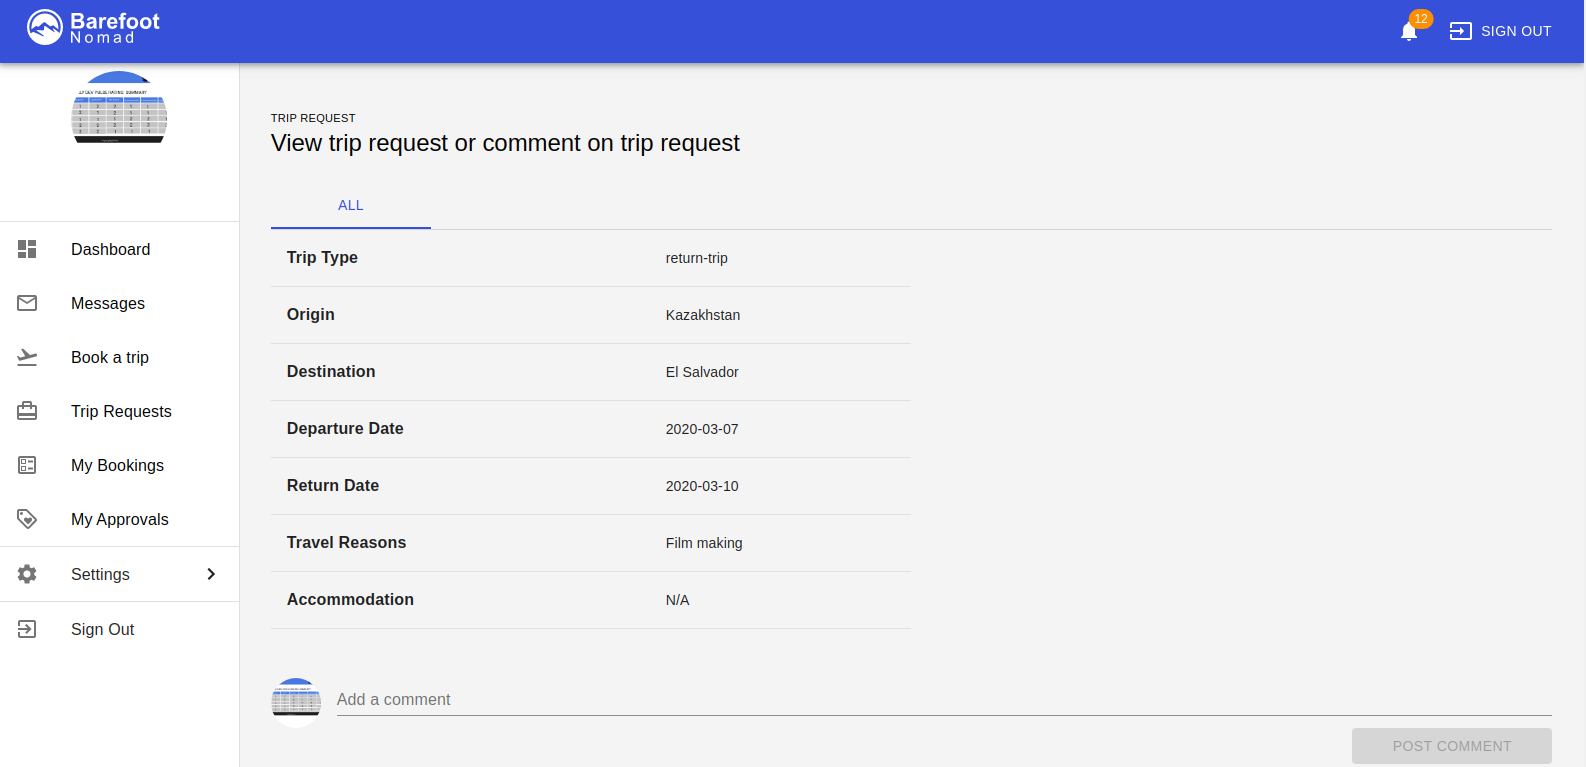 Barefoot
Nomad
12
SIGN OUT
Dashboard
Messages
Book a trip
Trip Requests
My Bookings
My Approvals
Settings
Sign Out
TRIP REQUEST
View trip request or comment on trip request
ALL
Trip Type return-trip
Origin Kazakhstan
Destination El Salvador
Departure Date 2020-03-07
Return Date 2020-03-10
Travel Reasons Film making
Accommodation N/A
Add a comment
POST COMMENT